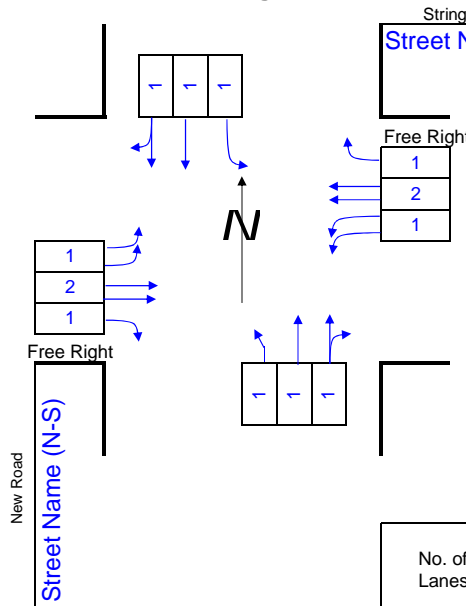 String
Street N
1 1 1
Free Right
1
2
1
N
1
2
1
Free Right
1 1 1
New Road
Street Name (N-S)
No. of
Lanes